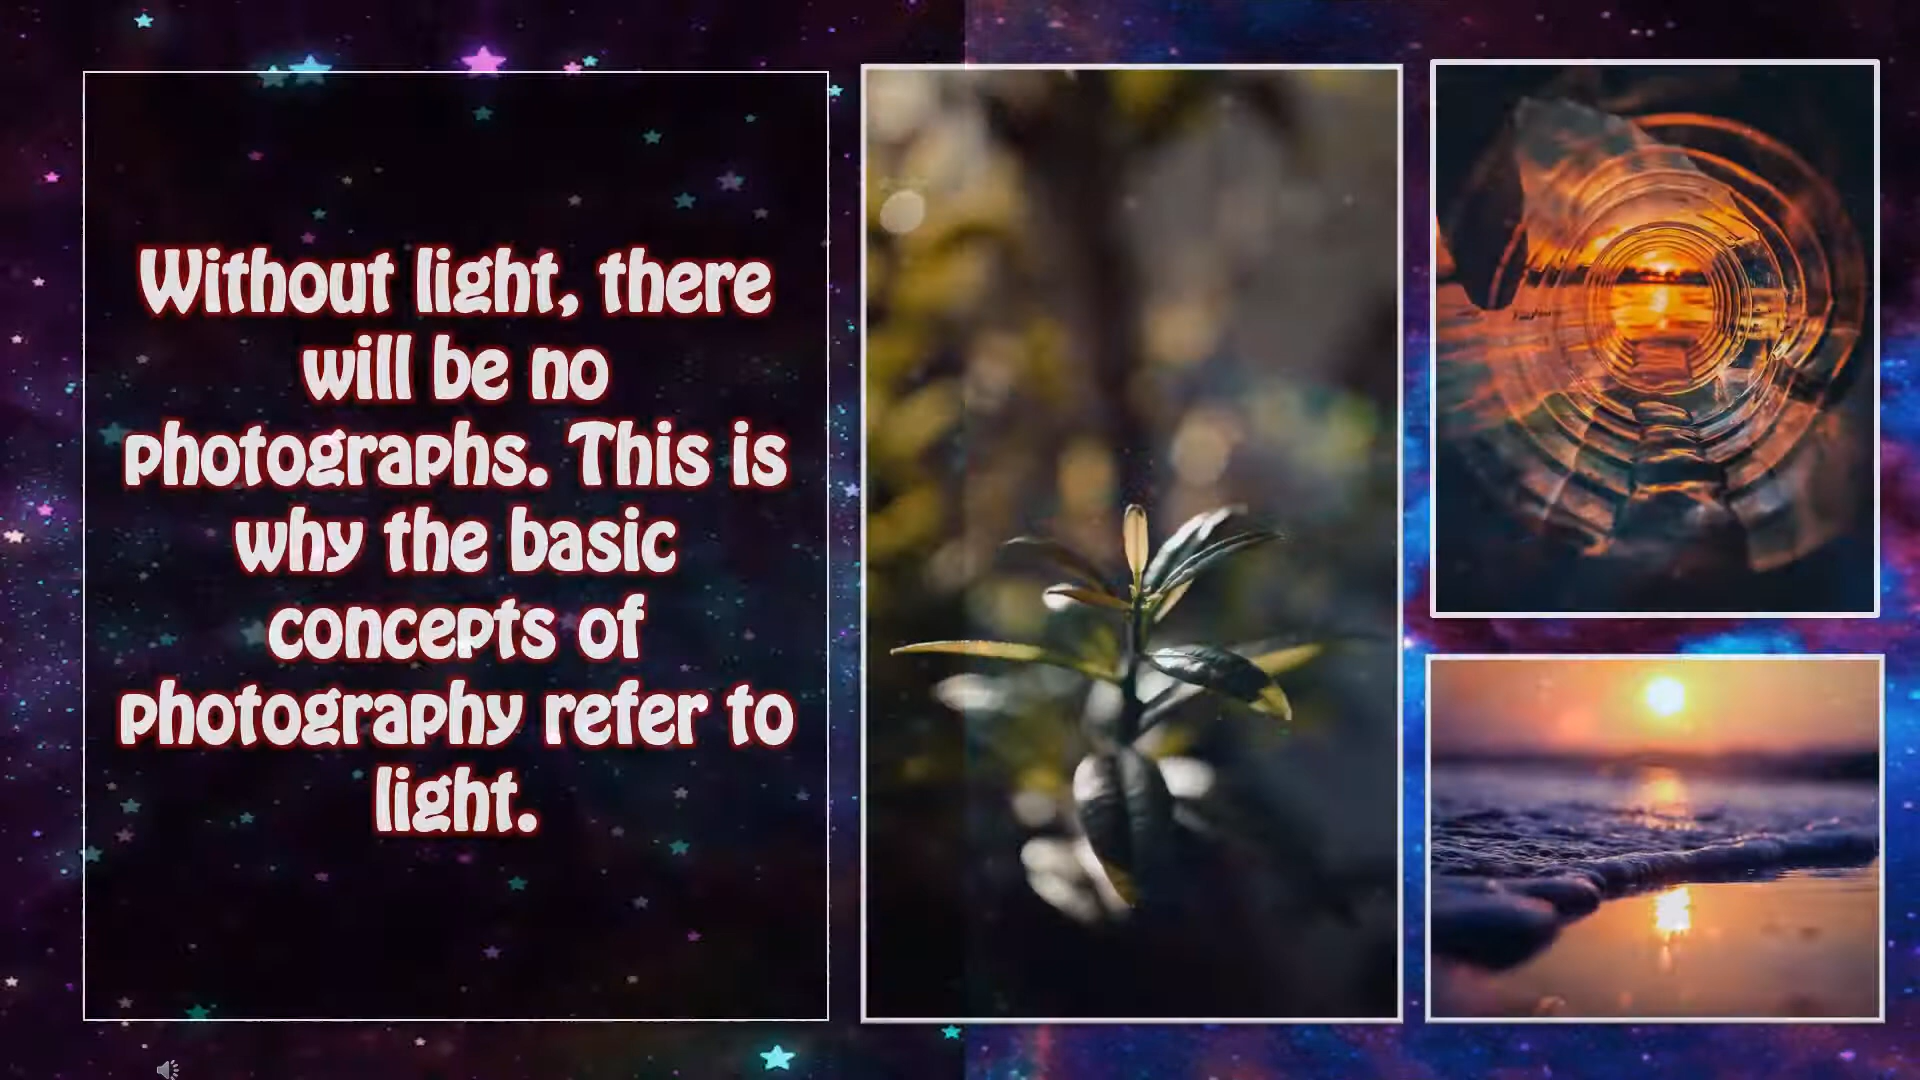 Without light, there
will be no
photographs. This is
why the basic
concepts of
photography refer to
light.